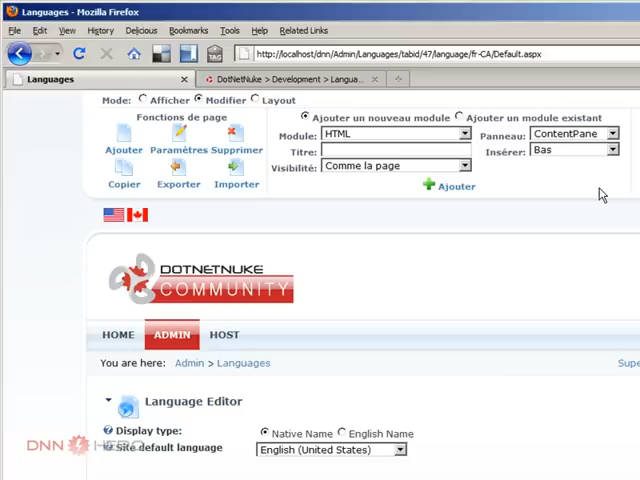 Languages - Mozilla Firefox
File Edit View History Delicious Bookmarks Tools Help Related Links
TAG http://localhost/dnn/Admin/Languages/tabid/47/language/fr-CA/Default.aspx
Languages DotNetNuke > Development > Langua...
Mode: Afficher Modifier Layout
Fonctions de page
Ajouter Paramètres Supprimer
Copier Exporter Importer
Ajouter un nouveau module Ajouter un module existant
Module: HTML Panneau: ContentPane
Titre: Insérer: Bas
Visibilité: Comme la page
Ajouter
DOTNETNUKE
COMMUNITY
HOME ADMIN HOST
You are here: Admin > Languages Supe
Language Editor
Display type: Native Name English Name
Site default language English (United States)
DNN HERO